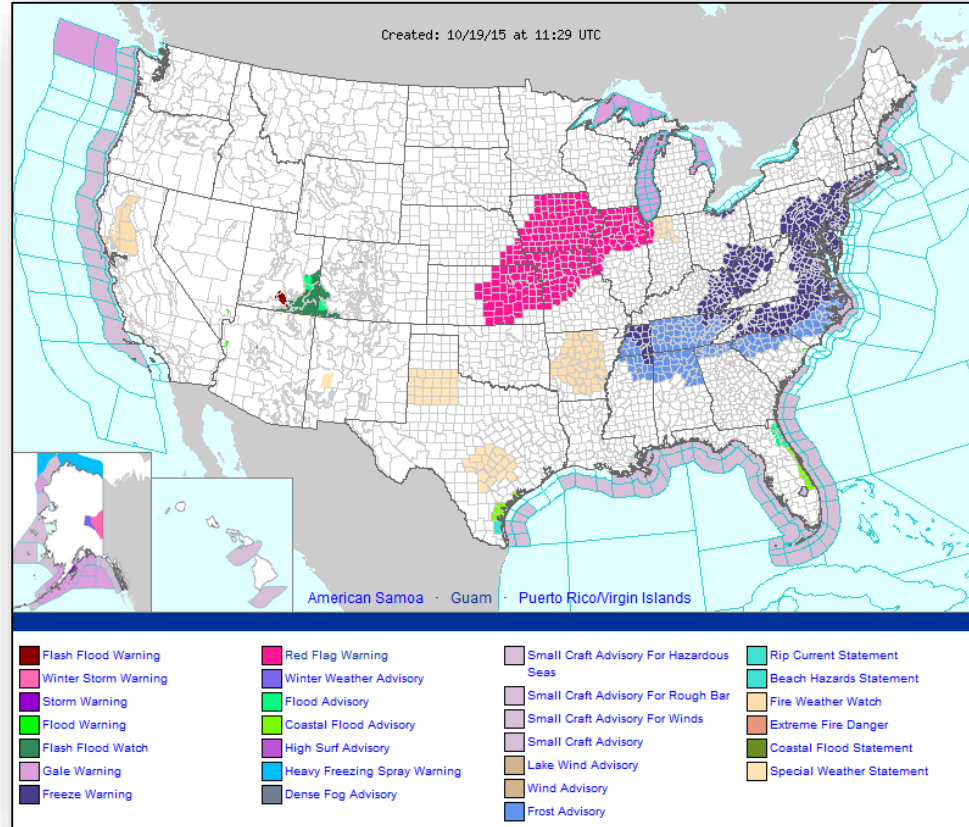 Created: 10/19/15 at 11:29 UTC
American Samoa · Guam · Puerto Rico/Virgin Islands
Flash Flood Warning
Winter Storm Warning
Storm Warning
Flood Warning
Flash Flood Watch
Gale Warning
Freeze Warning
Red Flag Warning
Winter Weather Advisory
Flood Advisory
Coastal Flood Advisory
High Surf Advisory
Heavy Freezing Spray Warning
Dense Fog Advisory
Small Craft Advisory For Hazardous
Seas
Small Craft Advisory For Rough Bar
Small Craft Advisory For Winds
Small Craft Advisory
Lake Wind Advisory
Wind Advisory
Frost Advisory
Rip Current Statement
Beach Hazards Statement
Fire Weather Watch
Extreme Fire Danger
Coastal Flood Statement
Special Weather Statement